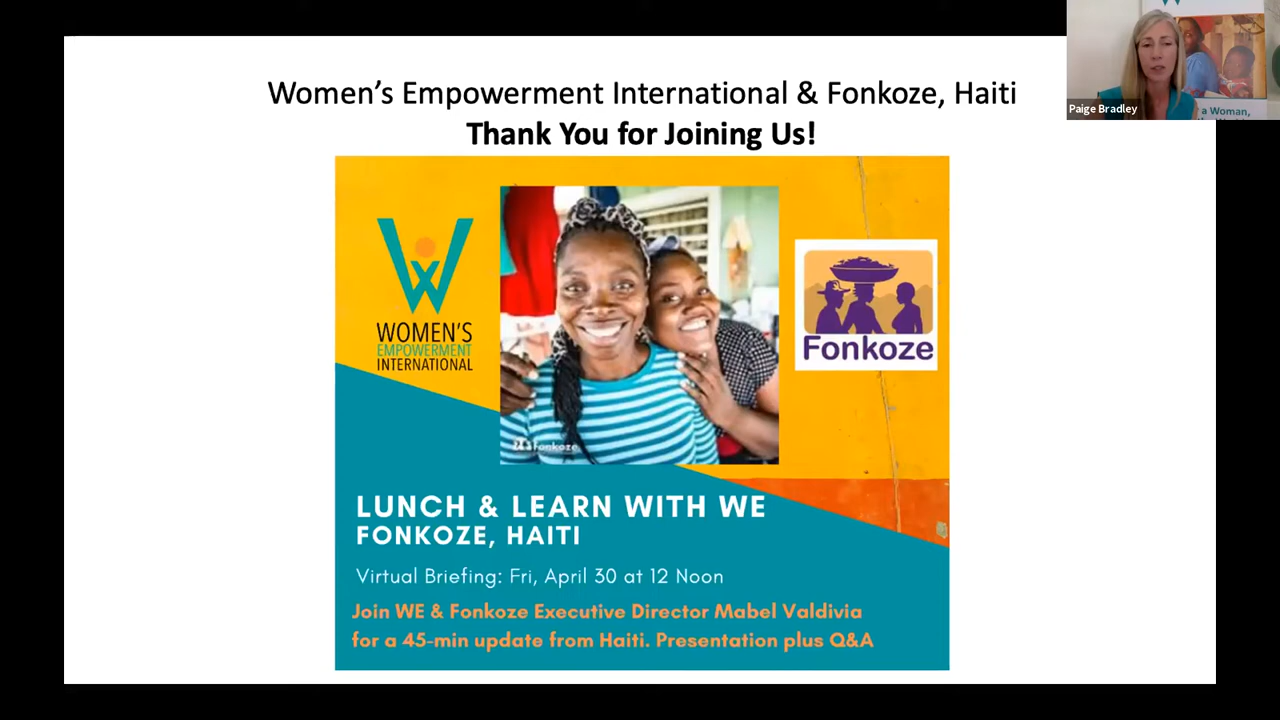 Women's Empowerment International & Fonkoze, Haiti
Thank You for Joining Us!
Paige Bradley
a Woman,
WOMEN'S
EMPOWERMENT
INTERNATIONAL
Fonkoze
Fonkoze
LUNCH & LEARN WITH WE
FONKOZE, HAITI
Virtual Briefing: Fri, April 30 at 12 Noon
Join WE & Fonkoze Executive Director Mabel Valdivia
for a 45-min update from Haiti. Presentation plus Q&A